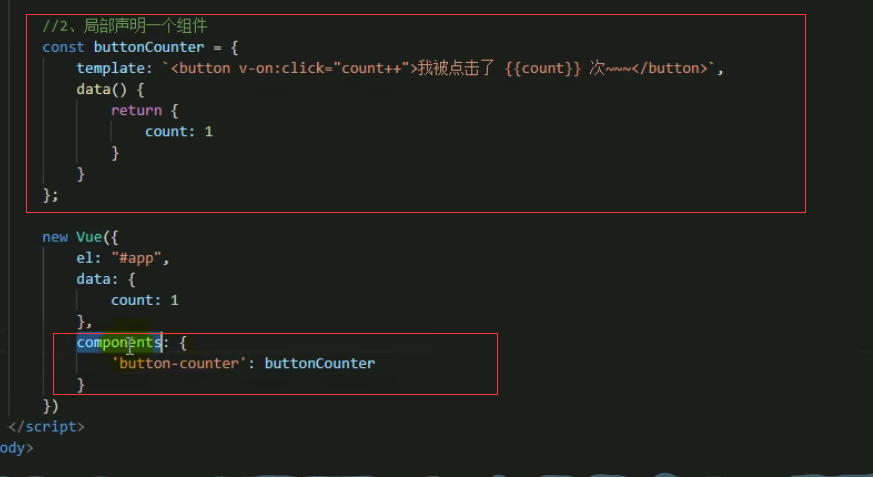 //2、局部声明一个组件
const buttonCounter = {
template: `<button v-on:click="count++">我被点击了 {{count}} 次~~~</button>`,
data() {
return {
count: 1
}
}
};
new Vue({
el: "#app",
data: {
count: 1
},
components: {
'button-counter': buttonCounter
}
})
</script>
ody>